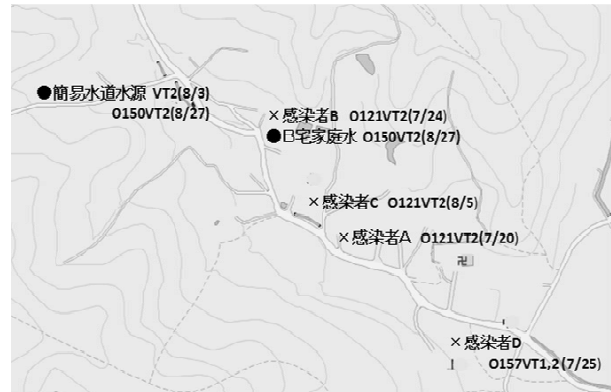 ●簡易水道水源 VT2(8/3)
O150VT2(8/27)
×感染者B O121VT2(7/24)
●B宅家庭水 O150VT2(8/27)
×感染者C O121VT2(8/5)
×感染者A O121VT2(7/20)
卍
×感染者D
O157VT1,2(7/25)